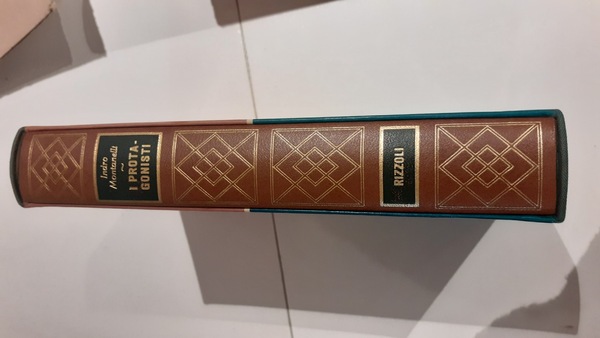 Indro
Montanelli
~
I PROTA-
GONISTI
RIZZOLI